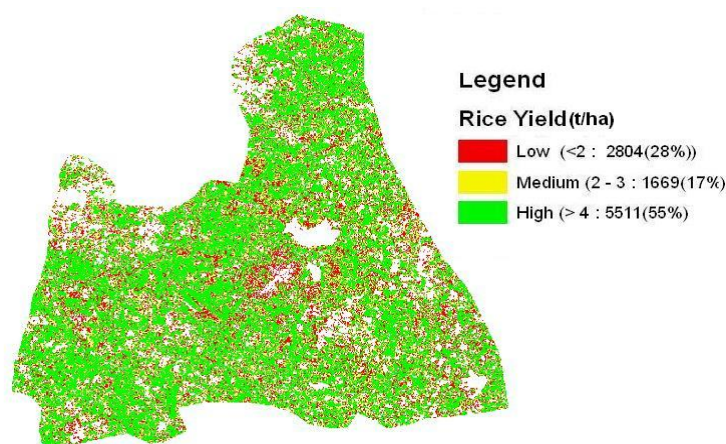 Legend
Rice Yield(t/ha)
Low (<2 : 2804(28%))
Medium (2 - 3 : 1669(17%)
High (> 4 : 5511(55%)